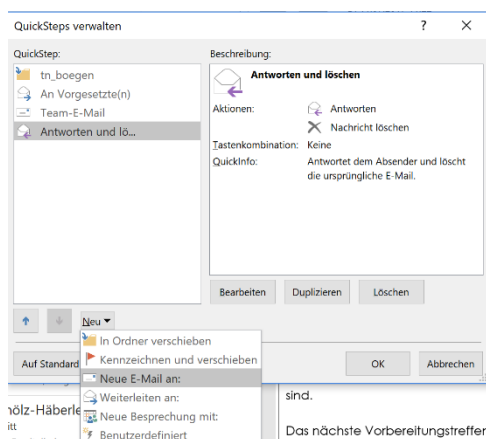 QuickSteps verwalten ? ×
QuickStep:
tn_boegen
An Vorgesetzte(n)
Team-E-Mail
Antworten und lö...
Beschreibung:
Antworten und löschen
Aktionen: Antworten
Nachricht löschen
Tastenkombination: Keine
QuickInfo: Antwortet dem Absender und löscht
die ursprüngliche E-Mail.
Bearbeiten Duplizieren Löschen
Neu
In Ordner verschieben
Kennzeichnen und verschieben
Neue E-Mail an:
Weiterleiten an:
Neue Besprechung mit:
Benutzerdefiniert
Auf Standard
OK Abbrechen
sind.
Das nächste Vorbereitungstreffer